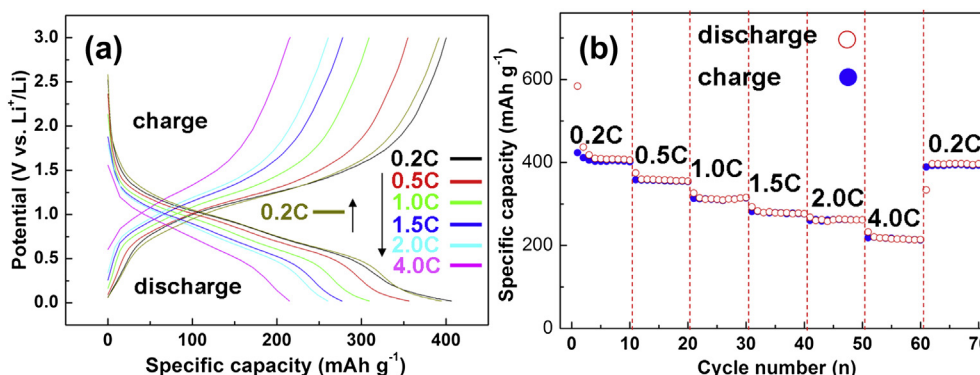 (a)
3.0
2.5
2.0
1.5
1.0
0.5
0.0
Potential (V vs. Li⁺/Li)
charge
discharge
0.2C
0.2C
0.5C
1.0C
1.5C
2.0C
4.0C
0 100 200 300 400
Specific capacity (mAh g⁻¹)
(b)
discharge
charge
600
400
200
0
Specific capacity (mAh g⁻¹)
0.2C
0.5C
1.0C
1.5C
2.0C
4.0C
0.2C
0 10 20 30 40 50 60 70
Cycle number (n)